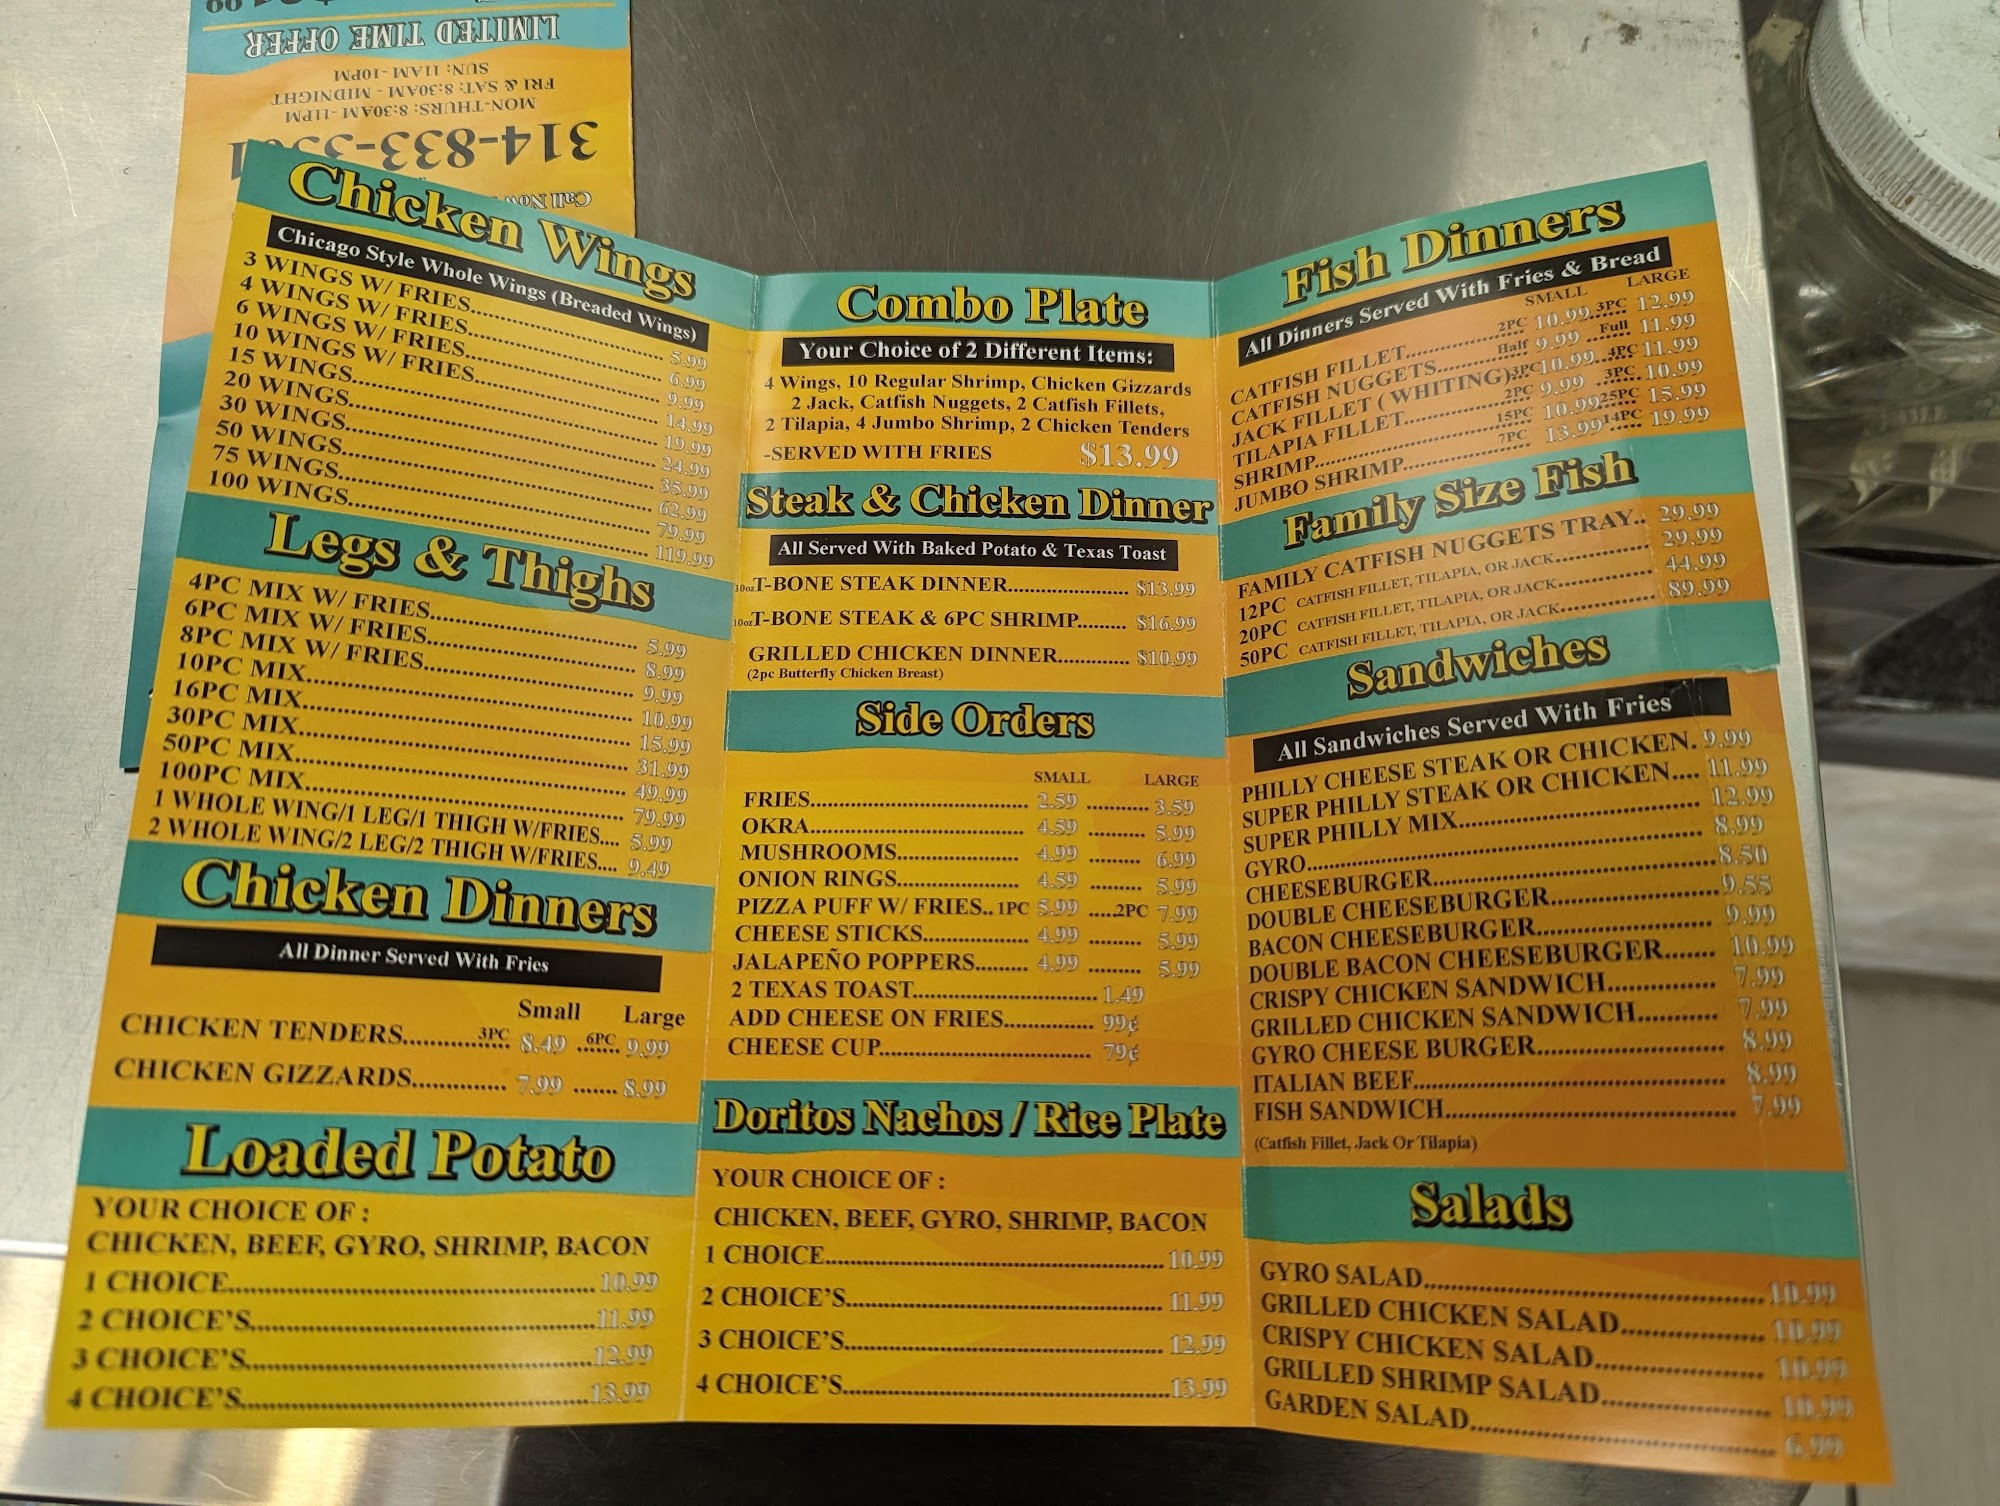 LIMITED TIME OFFER
SUN: 11AM -10PM
FRI & SAT: 8:30AM - MIDNIGHT
MON-THURS: 8:30AM -11PM
Call Now
Chicken Wings
Chicago Style Whole Wings (Breaded Wings)
3 WINGS W/ FRIES 5.99
4 WINGS W/ FRIES 6.99
6 WINGS W/ FRIES 9.99
10 WINGS W/ FRIES 14.99
15 WINGS 19.99
20 WINGS 24.99
30 WINGS 35.99
50 WINGS 62.99
75 WINGS 79.99
100 WINGS 119.99
Legs & Thighs
4PC MIX W/ FRIES 5.99
6PC MIX W/ FRIES 8.99
8PC MIX W/ FRIES 9.99
10PC MIX 10.99
16PC MIX 15.99
30PC MIX 31.99
50PC MIX 49.99
100PC MIX 79.99
1 WHOLE WING/1 LEG/1 THIGH W/FRIES.... 5.99
2 WHOLE WING/2 LEG/2 THIGH W/FRIES.... 9.49
Chicken Dinners
All Dinner Served With Fries
Small Large
CHICKEN TENDERS 3PC 8.49 6PC 9.99
CHICKEN GIZZARDS 7.99 8.99
Loaded Potato
YOUR CHOICE OF :
CHICKEN, BEEF, GYRO, SHRIMP, BACON
1 CHOICE 10.99
2 CHOICE'S 11.99
3 CHOICE'S 12.99
4 CHOICE'S 13.99
Combo Plate
Your Choice of 2 Different Items:
4 Wings, 10 Regular Shrimp, Chicken Gizzards
2 Jack, Catfish Nuggets, 2 Catfish Fillets,
2 Tilapia, 4 Jumbo Shrimp, 2 Chicken Tenders
-SERVED WITH FRIES $13.99
Steak & Chicken Dinner
All Served With Baked Potato & Texas Toast
10oz T-BONE STEAK DINNER $13.99
10oz T-BONE STEAK & 6PC SHRIMP $16.99
GRILLED CHICKEN DINNER $10.99
(2pc Butterfly Chicken Breast)
Side Orders
SMALL LARGE
FRIES 2.59 3.59
OKRA 4.59 5.99
MUSHROOMS 4.99 6.99
ONION RINGS 4.59 5.99
PIZZA PUFF W/ FRIES.. 1PC 5.99 .....2PC 7.99
CHEESE STICKS 4.99 5.99
JALAPEÑO POPPERS 4.99 5.99
2 TEXAS TOAST 1.49
ADD CHEESE ON FRIES 99¢
CHEESE CUP 79¢
Doritos Nachos / Rice Plate
YOUR CHOICE OF :
CHICKEN, BEEF, GYRO, SHRIMP, BACON
1 CHOICE 10.99
2 CHOICE'S 11.99
3 CHOICE'S 12.99
4 CHOICE'S 13.99
Fish Dinners
All Dinners Served With Fries & Bread
SMALL LARGE
CATFISH FILLET 2PC 10.99 3PC 12.99
CATFISH NUGGETS Half 9.99 Full 11.99
JACK FILLET ( WHITING) 3PC 10.99 4PC 11.99
TILAPIA FILLET 2PC 9.99 3PC 10.99
SHRIMP 15PC 10.99 25PC 15.99
JUMBO SHRIMP 7PC 13.99 14PC 19.99
Family Size Fish
FAMILY CATFISH NUGGETS TRAY.. 29.99
12PC CATFISH FILLET, TILAPIA, OR JACK 29.99
20PC CATFISH FILLET, TILAPIA, OR JACK 44.99
50PC CATFISH FILLET, TILAPIA, OR JACK 89.99
Sandwiches
All Sandwiches Served With Fries
PHILLY CHEESE STEAK OR CHICKEN. 9.99
SUPER PHILLY STEAK OR CHICKEN.... 11.99
SUPER PHILLY MIX 12.99
GYRO 8.99
CHEESEBURGER 8.50
DOUBLE CHEESEBURGER 9.55
BACON CHEESEBURGER 9.99
DOUBLE BACON CHEESEBURGER 10.99
CRISPY CHICKEN SANDWICH 7.99
GRILLED CHICKEN SANDWICH 7.99
GYRO CHEESE BURGER 8.99
ITALIAN BEEF 8.99
FISH SANDWICH 7.99
(Catfish Fillet, Jack Or Tilapia)
Salads
GYRO SALAD 10.99
GRILLED CHICKEN SALAD 10.99
CRISPY CHICKEN SALAD 10.99
GRILLED SHRIMP SALAD 10.99
GARDEN SALAD 6.99